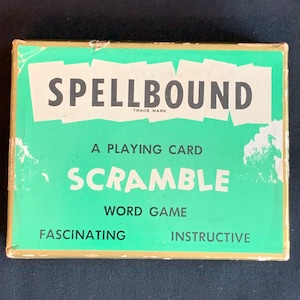 SPELLBOUND
TRADE MARK
A PLAYING CARD
SCRAMBLE
WORD GAME
FASCINATING INSTRUCTIVE